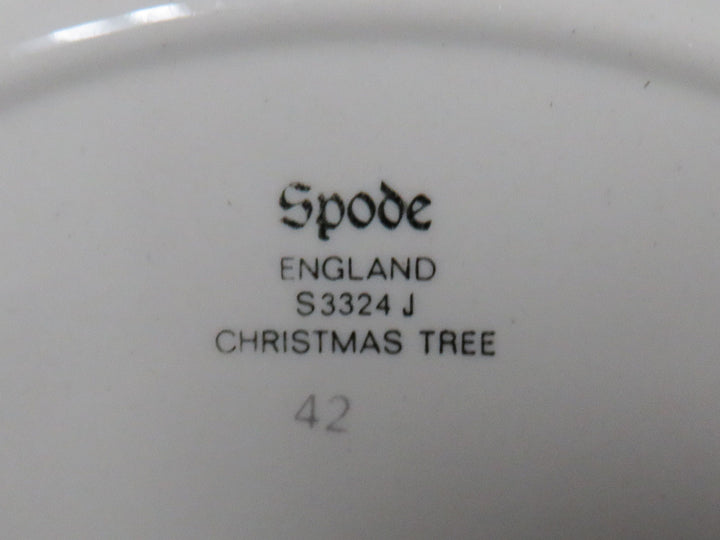 Spode
ENGLAND
S3324 J
CHRISTMAS TREE
42